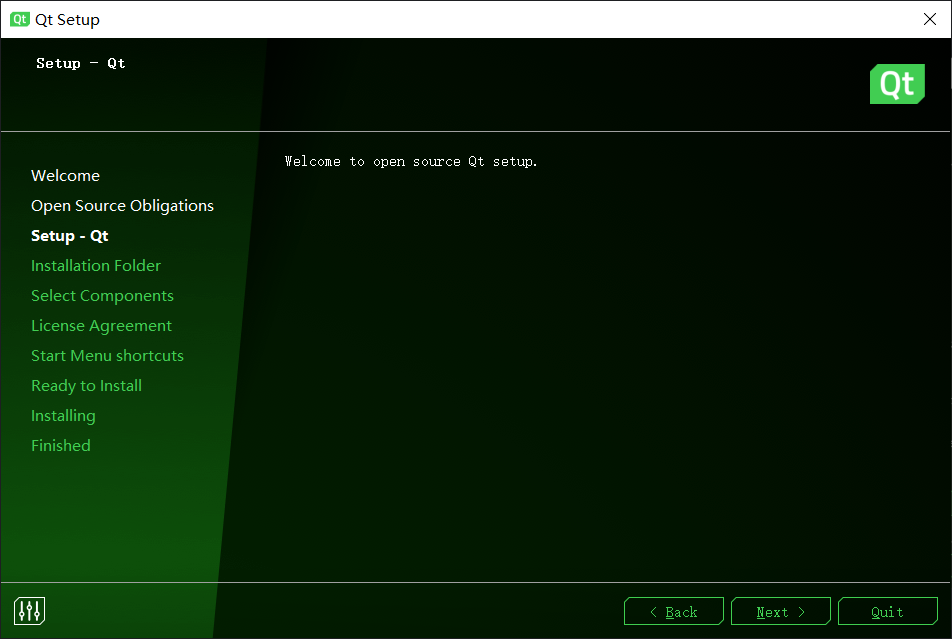 Qt Qt Setup
Setup - Qt
Qt
Welcome to open source Qt setup.
Welcome
Open Source Obligations
Setup - Qt
Installation Folder
Select Components
License Agreement
Start Menu shortcuts
Ready to Install
Installing
Finished
< Back
Next >
Quit